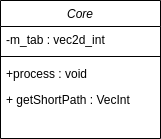 Core
-m_tab : vec2d_int
+process : void
+ getShortPath : VecInt